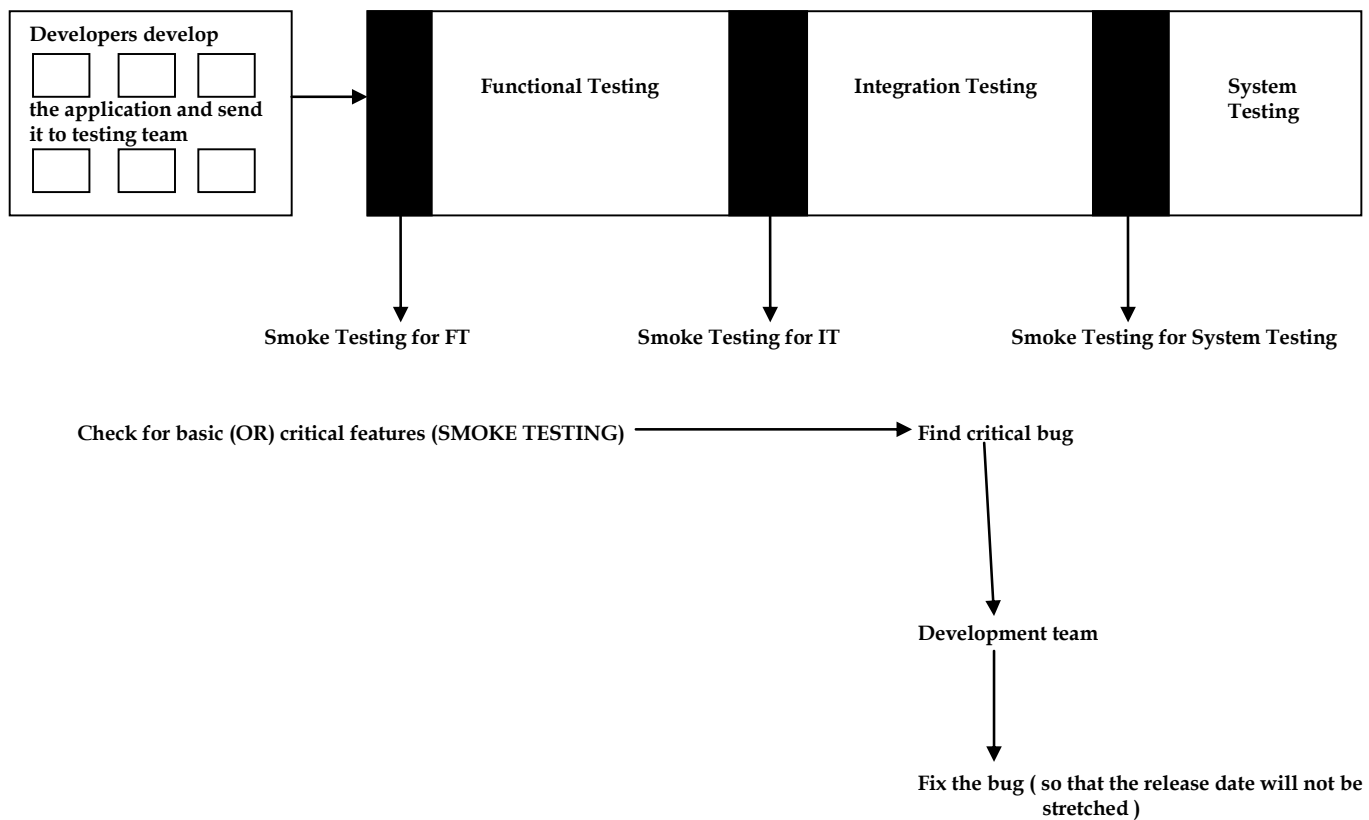 Developers develop
the application and send
it to testing team
Functional Testing
Integration Testing
System
Testing
Smoke Testing for FT
Smoke Testing for IT
Smoke Testing for System Testing
Check for basic (OR) critical features (SMOKE TESTING)
Find critical bug
Development team
Fix the bug ( so that the release date will not be
stretched )